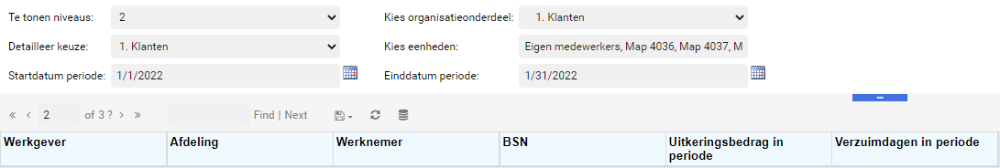 Te tonen niveaus: 2 Kies organisatieonderdeel: 1. Klanten
Detailleer keuze: 1. Klanten Kies eenheden: Eigen medewerkers, Map 4036, Map 4037, M
Startdatum periode: 1/1/2022 Einddatum periode: 1/31/2022
« ‹ 2 of 3 ? › » Find | Next
Werkgever Afdeling Werknemer BSN Uitkeringsbedrag in periode Verzuimdagen in periode